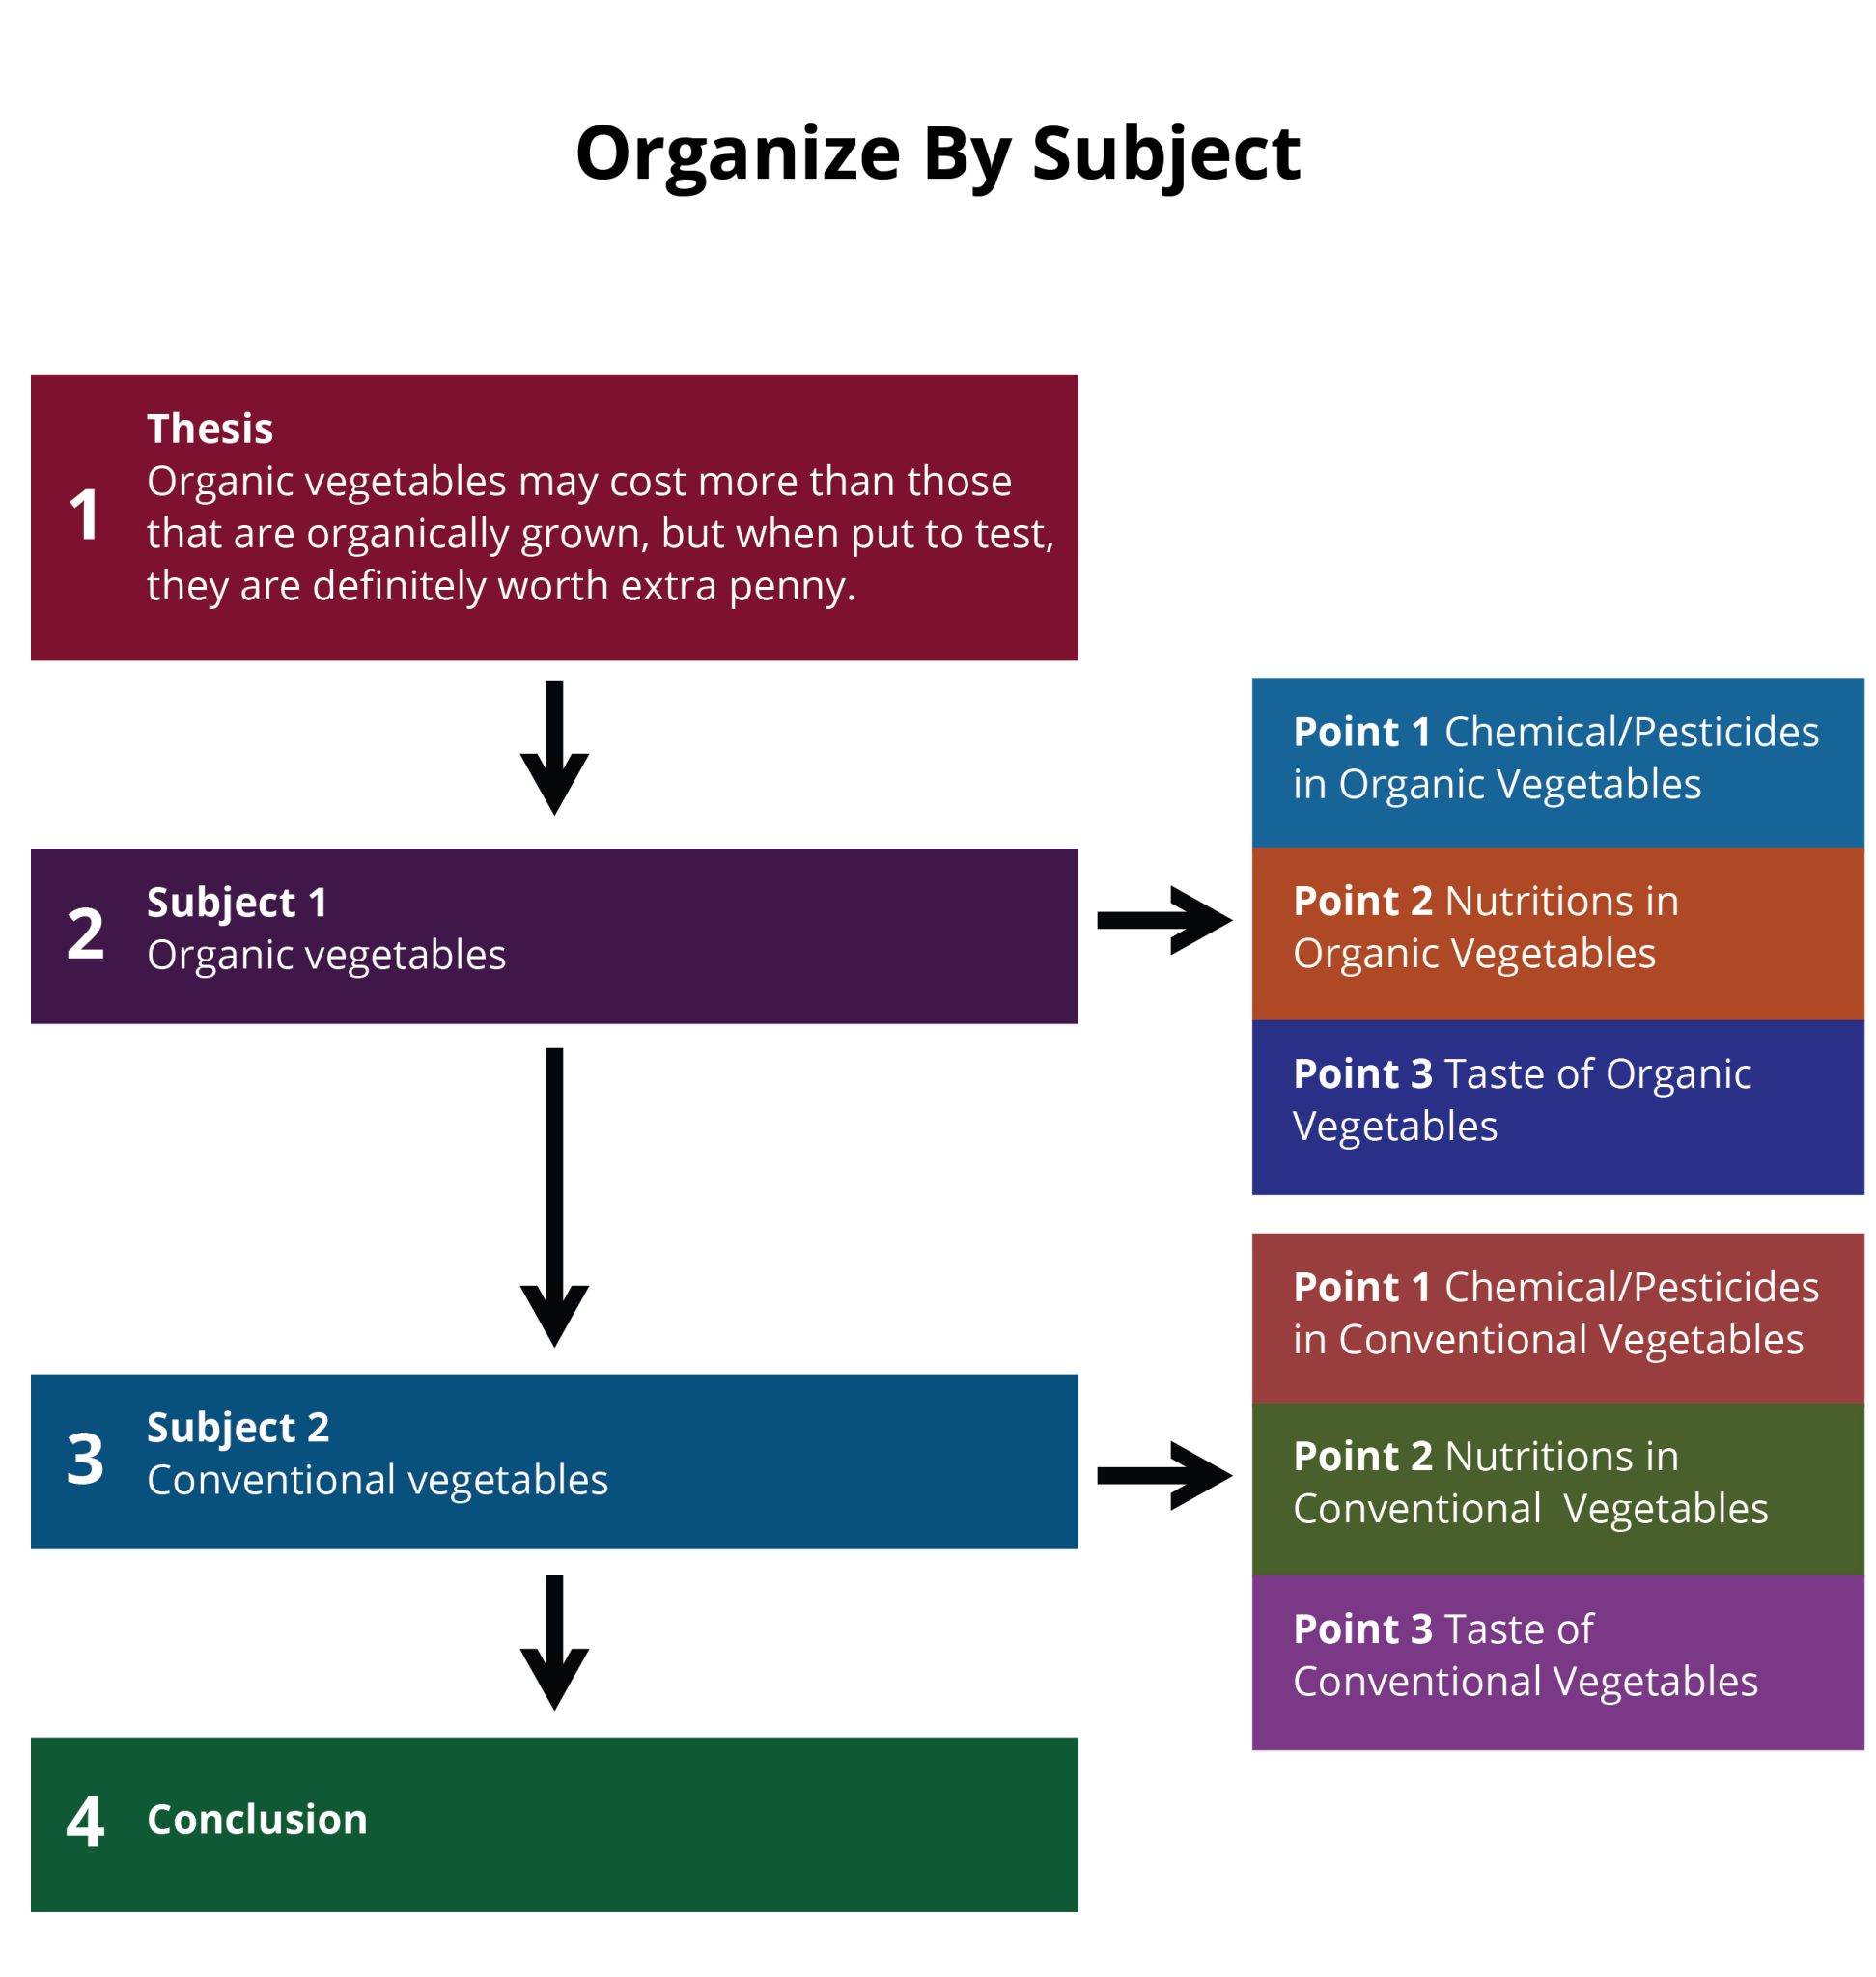 Organize By Subject
1
Thesis
Organic vegetables may cost more than those
that are organically grown, but when put to test,
they are definitely worth extra penny.
2
Subject 1
Organic vegetables
Point 1 Chemical/Pesticides
in Organic Vegetables
Point 2 Nutritions in
Organic Vegetables
Point 3 Taste of Organic
Vegetables
3
Subject 2
Conventional vegetables
Point 1 Chemical/Pesticides
in Conventional Vegetables
Point 2 Nutritions in
Conventional  Vegetables
Point 3 Taste of
Conventional Vegetables
4
Conclusion